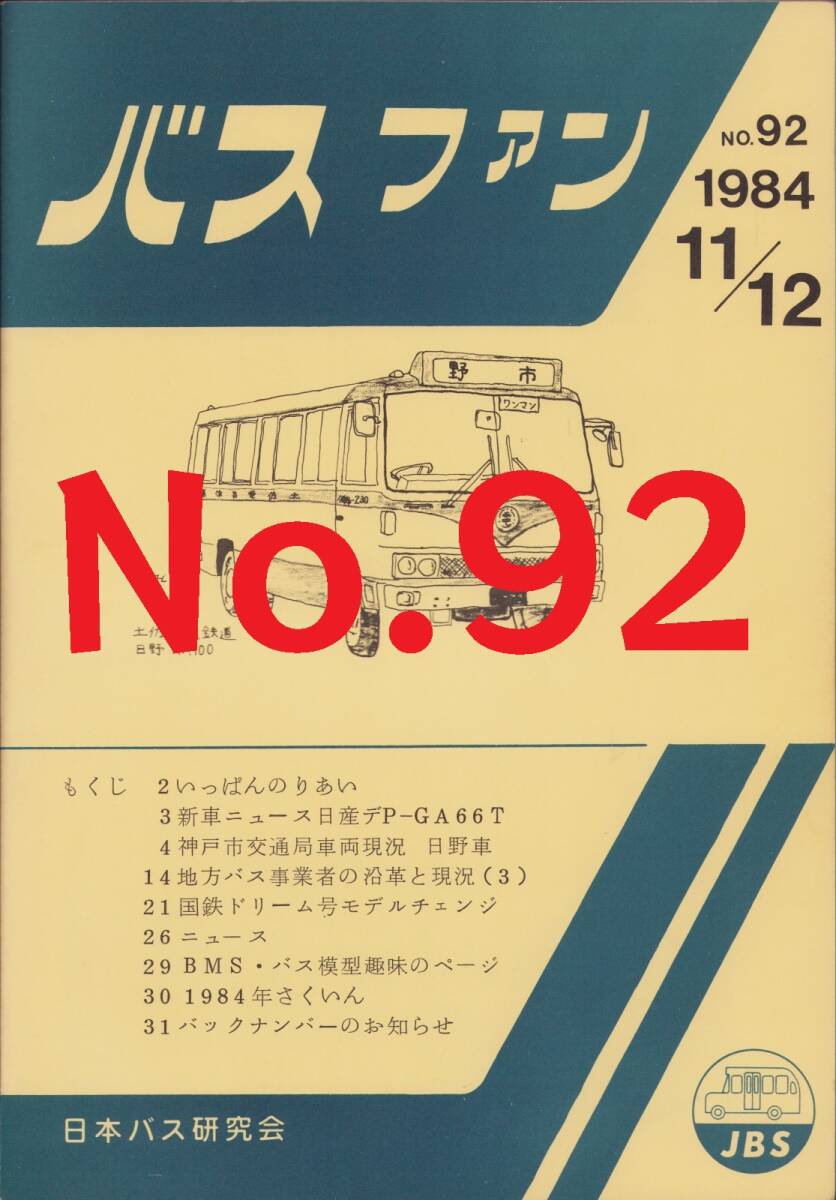 バスファン
NO.92
1984
11/12
野 市
ワンマン
No.92
日野
もくじ 2いっぱんのりあい
3新車ニュース日産デP-GA66T
4神戸市交通局車両現況 日野車
14地方バス事業者の沿革と現況(3)
21国鉄ドリーム号モデルチェンジ
26ニュース
29BMS・バス模型趣味のページ
301984年さくいん
31バックナンバーのお知らせ
日本バス研究会
JBS